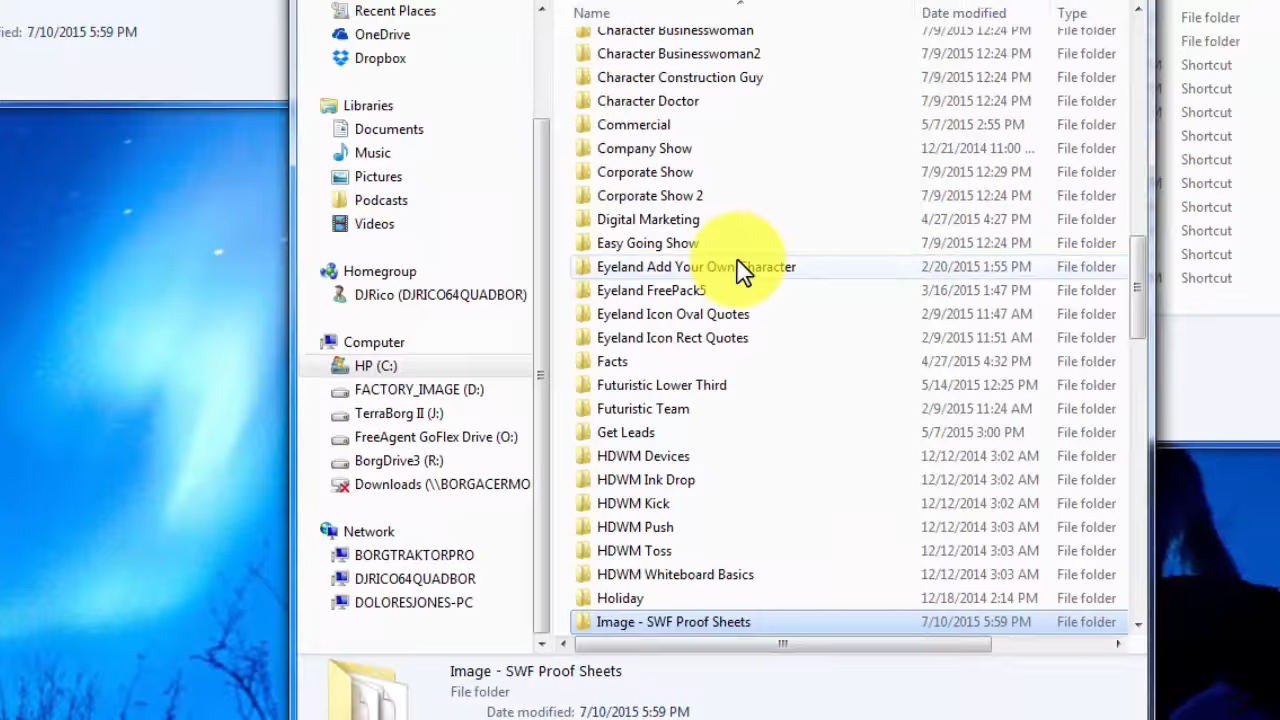 ied: 7/10/2015 5:59 PM
Recent Places
OneDrive
Dropbox
Libraries
Documents
Music
Pictures
Podcasts
Videos
Homegroup
DJRico (DJRICO64QUADBOR)
Computer
HP (C:)
FACTORY_IMAGE (D:)
TerraBorg II (J:)
FreeAgent GoFlex Drive (O:)
BorgDrive3 (R:)
Downloads (\\BORGACERMO
Network
BORGTRAKTORPRO
DJRICO64QUADBOR
DOLORESJONES-PC
Name Date modified Type
Character Businesswoman 7/9/2015 12:24 PM File folder
Character Businesswoman2 7/9/2015 12:24 PM File folder
Character Construction Guy 7/9/2015 12:24 PM File folder
Character Doctor 7/9/2015 12:24 PM File folder
Commercial 5/7/2015 2:55 PM File folder
Company Show 12/21/2014 11:00 ... File folder
Corporate Show 7/9/2015 12:29 PM File folder
Corporate Show 2 7/9/2015 12:24 PM File folder
Digital Marketing 4/27/2015 4:27 PM File folder
Easy Going Show 7/9/2015 12:24 PM File folder
Eyeland Add Your Own Character 2/20/2015 1:55 PM File folder
Eyeland FreePack5 3/16/2015 1:47 PM File folder
Eyeland Icon Oval Quotes 2/9/2015 11:47 AM File folder
Eyeland Icon Rect Quotes 2/9/2015 11:51 AM File folder
Facts 4/27/2015 4:32 PM File folder
Futuristic Lower Third 5/14/2015 12:25 PM File folder
Futuristic Team 2/9/2015 11:24 AM File folder
Get Leads 5/7/2015 3:00 PM File folder
HDWM Devices 12/12/2014 3:02 AM File folder
HDWM Ink Drop 12/12/2014 3:02 AM File folder
HDWM Kick 12/12/2014 3:02 AM File folder
HDWM Push 12/12/2014 3:03 AM File folder
HDWM Toss 12/12/2014 3:03 AM File folder
HDWM Whiteboard Basics 12/12/2014 3:03 AM File folder
Holiday 12/18/2014 2:14 PM File folder
Image - SWF Proof Sheets 7/10/2015 5:59 PM File folder
Image - SWF Proof Sheets
File folder
Date modified: 7/10/2015 5:59 PM
File folder
File folder
Shortcut
Shortcut
Shortcut
Shortcut
Shortcut
Shortcut
Shortcut
Shortcut
Shortcut
Shortcut